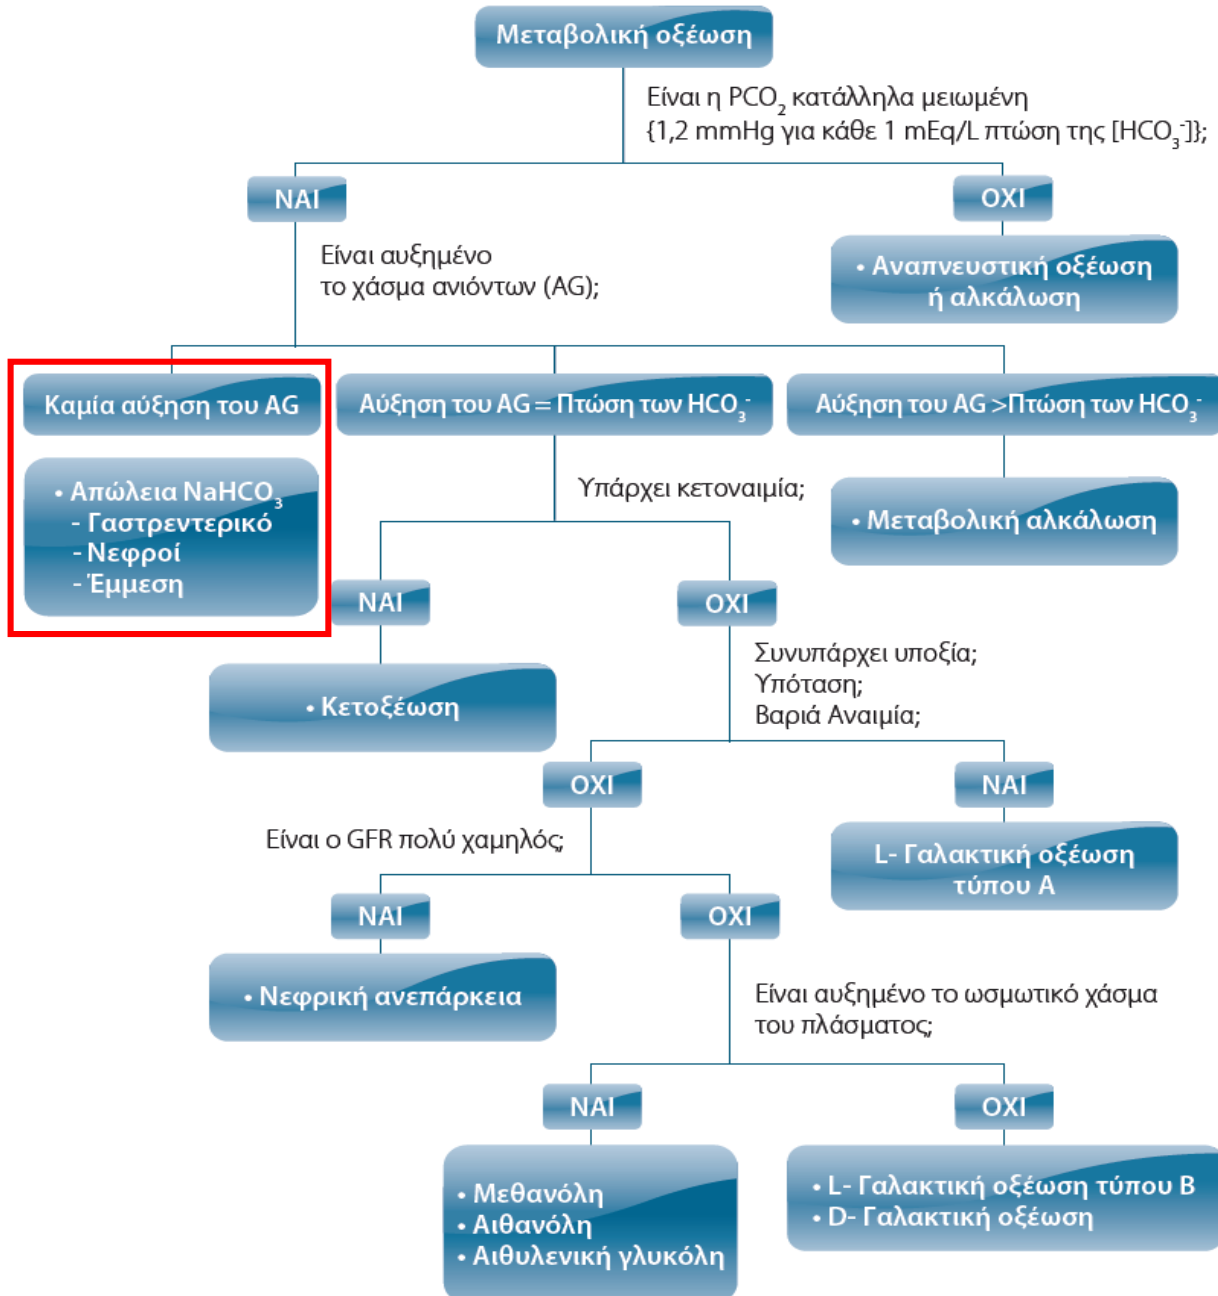 Μεταβολική οξέωση
Είναι η PCO₂ κατάλληλα μειωμένη
{1,2 mmHg για κάθε 1 mEq/L πτώση της [HCO₃⁻]};
ΝΑΙ
ΟΧΙ
Είναι αυξημένο
το χάσμα ανιόντων (AG);
• Αναπνευστική οξέωση
ή αλκάλωση
Καμία αύξηση του AG
Αύξηση του AG = Πτώση των HCO₃⁻
Αύξηση του AG >Πτώση των HCO₃⁻
• Απώλεια NaHCO₃
- Γαστρεντερικό
- Νεφροί
- Έμμεση
Υπάρχει κετοναιμία;
• Μεταβολική αλκάλωση
ΝΑΙ
ΟΧΙ
• Κετοξέωση
Συνυπάρχει υποξία;
Υπόταση;
Βαριά Αναιμία;
ΟΧΙ
ΝΑΙ
Είναι ο GFR πολύ χαμηλός;
L- Γαλακτική οξέωση
τύπου Α
ΝΑΙ
ΟΧΙ
• Νεφρική ανεπάρκεια
Είναι αυξημένο το ωσμωτικό χάσμα
του πλάσματος;
ΝΑΙ
ΟΧΙ
• Μεθανόλη
• Αιθανόλη
• Αιθυλενική γλυκόλη
• L- Γαλακτική οξέωση τύπου Β
• D- Γαλακτική οξέωση